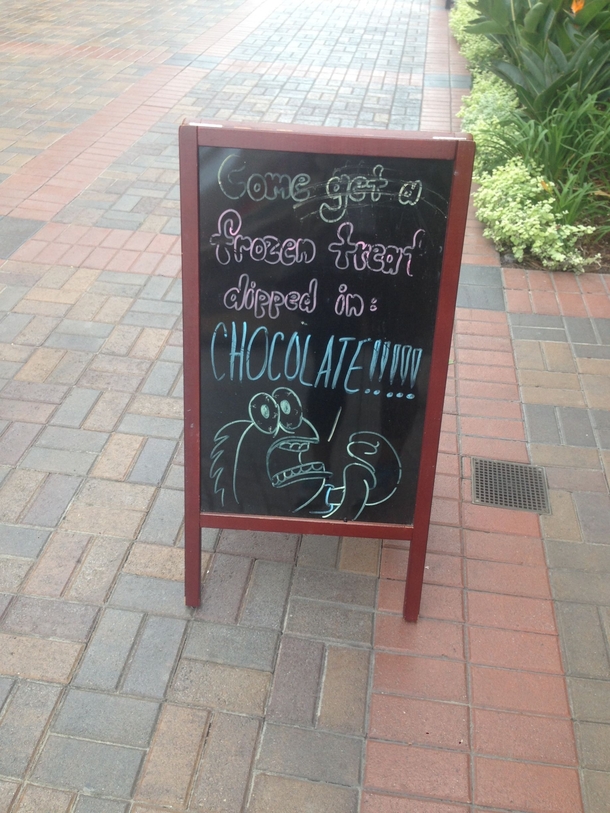 Come get a
frozen treat
dipped in:
CHOCOLATE!!!!!